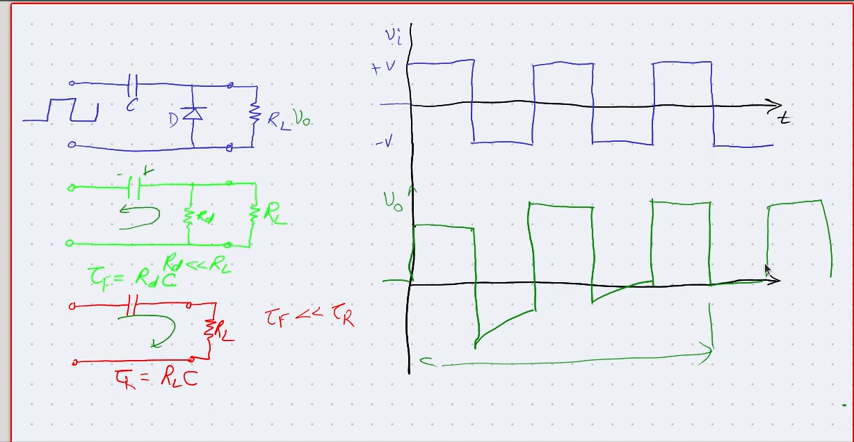 C
D
R_L V_o
- +
R_d
R_L
R_d << R_L
τ_F = R_d C
R_L
τ_F << τ_R
τ_R = R_L C
V_i
+V
-V
t
V_o